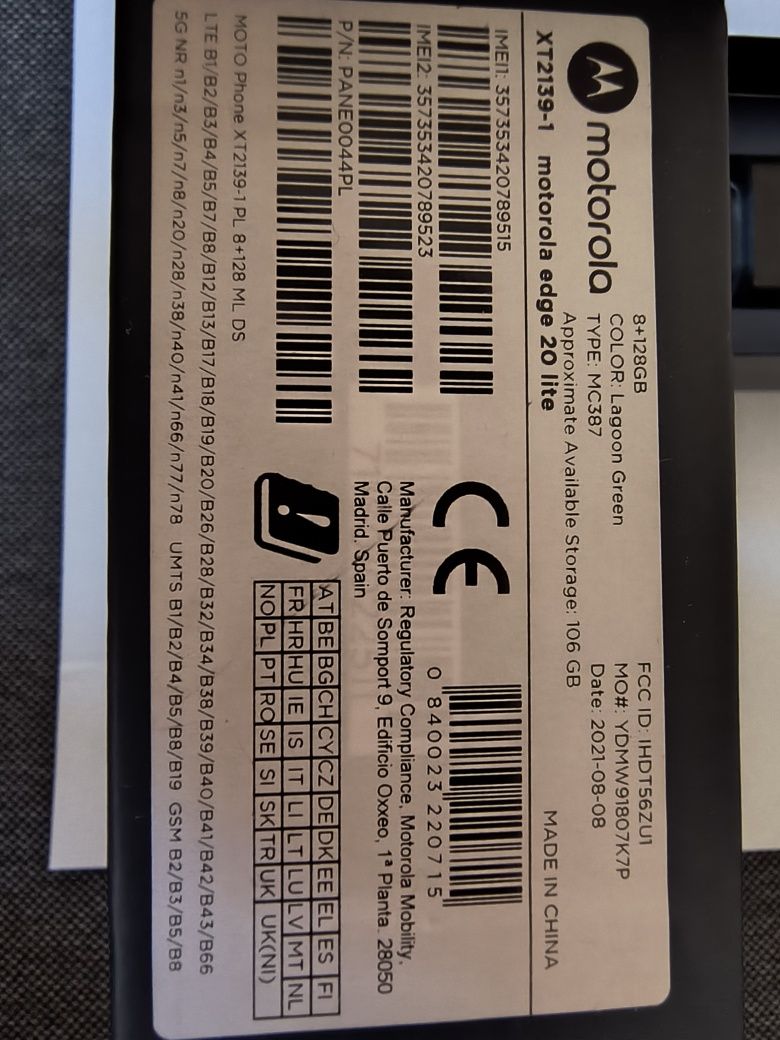 motorola
8+128GB
COLOR: Lagoon Green
TYPE: MC387
Approximate Available Storage: 106 GB
FCC ID: IHDT56ZU1
MO#: YDMW91807K7P
Date: 2021-08-08
XT2139-1 motorola edge 20 lite
MADE IN CHINA
IMEI1: 357353420789515
IMEI2: 357353420789523
P/N: PANE0044PL
CE
0 840023 220715
Manufacturer: Regulatory Compliance, Motorola Mobility,
Calle Puerto de Somport 9, Edificio Oxxeo, 1ª Planta. 28050
Madrid. Spain
AT BE BG CH CY CZ DE DK EE EL ES FI
FR HR HU IE IS IT LI LT LU LV MT NL
NO PL PT RO SE SI SK TR UK UK(NI)
MOTO Phone XT2139-1 PL 8+128 ML DS
LTE B1/B2/B3/B4/B5/B7/B8/B12/B13/B17/B18/B19/B20/B26/B28/B32/B34/B38/B39/B40/B41/B42/B43/B66
5G NR n1/n3/n5/n7/n8/n20/n28/n38/n40/n41/n66/n77/n78 UMTS B1/B2/B4/B5/B8/B19 GSM B2/B3/B5/B8